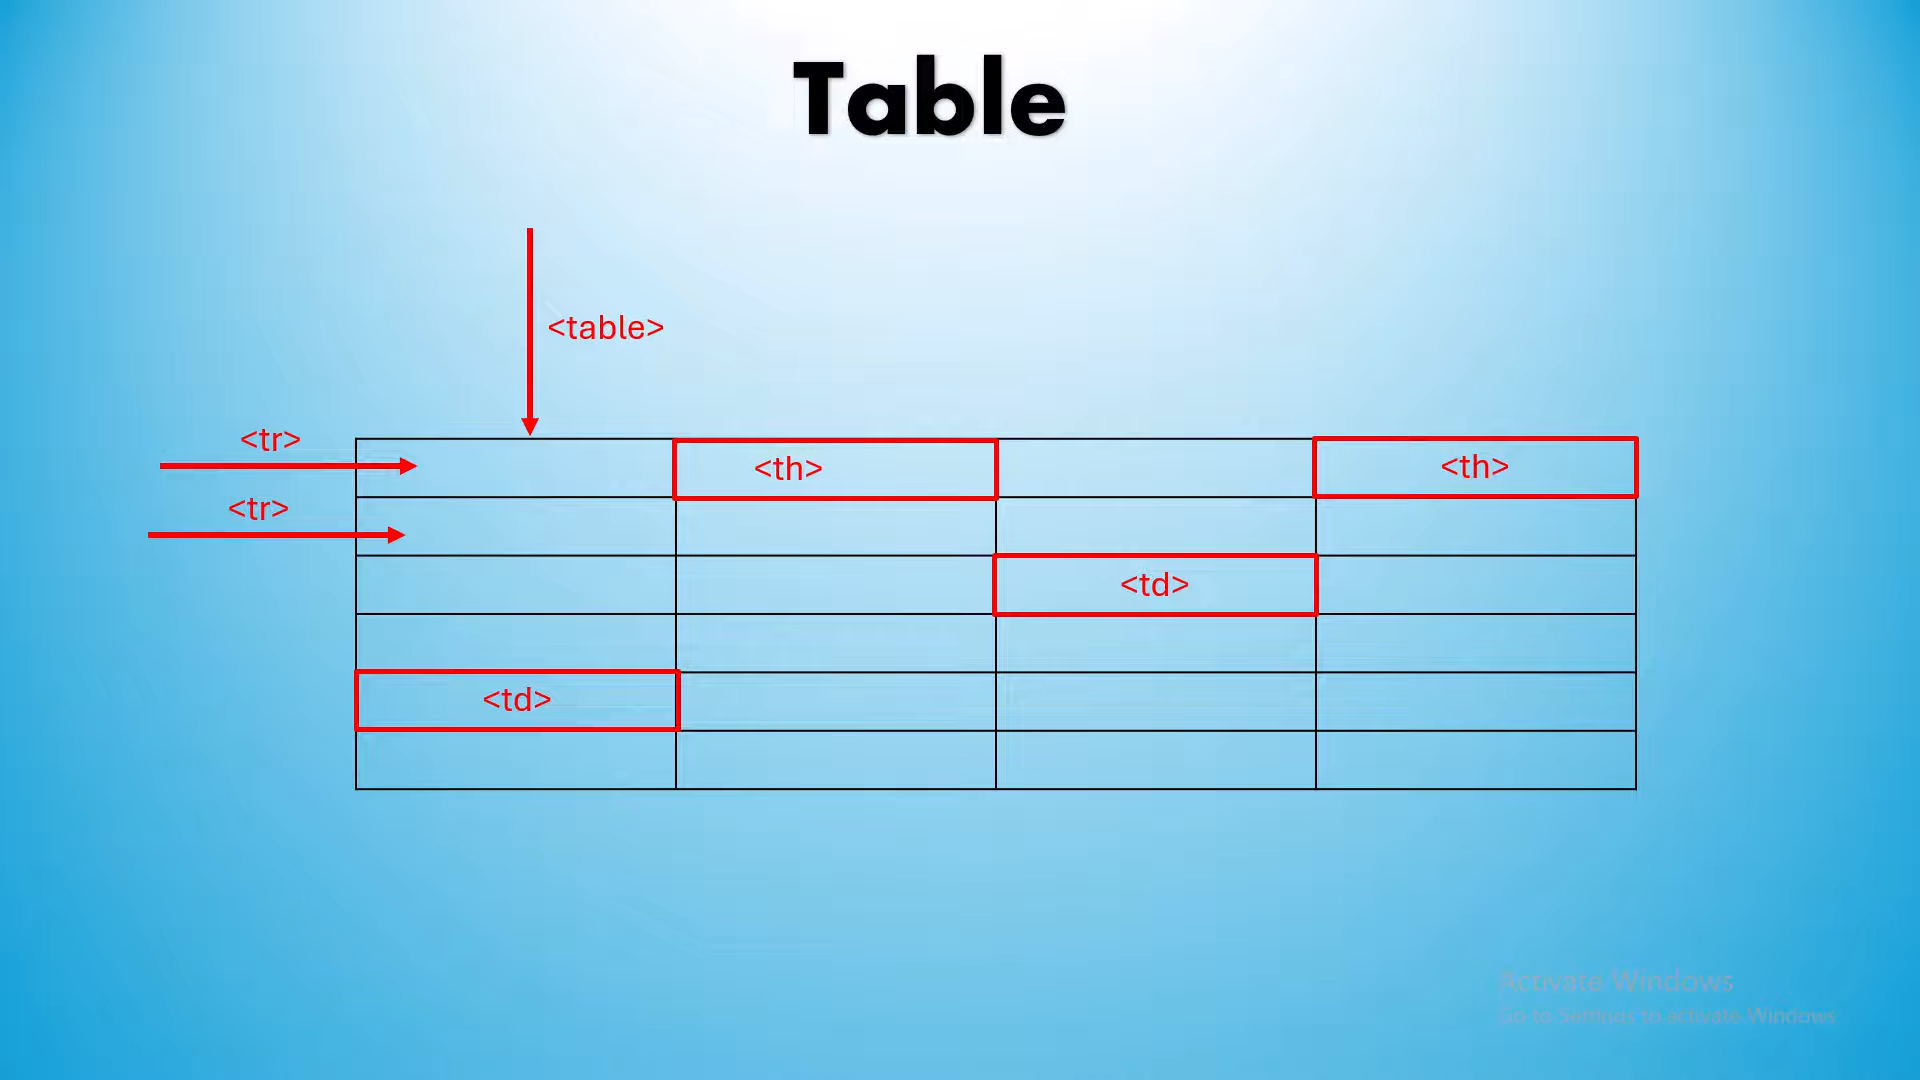 Table
<table>
<tr>
<th>
<th>
<tr>
<td>
<td>
Activate Windows
Go to Settings to activate Windows.